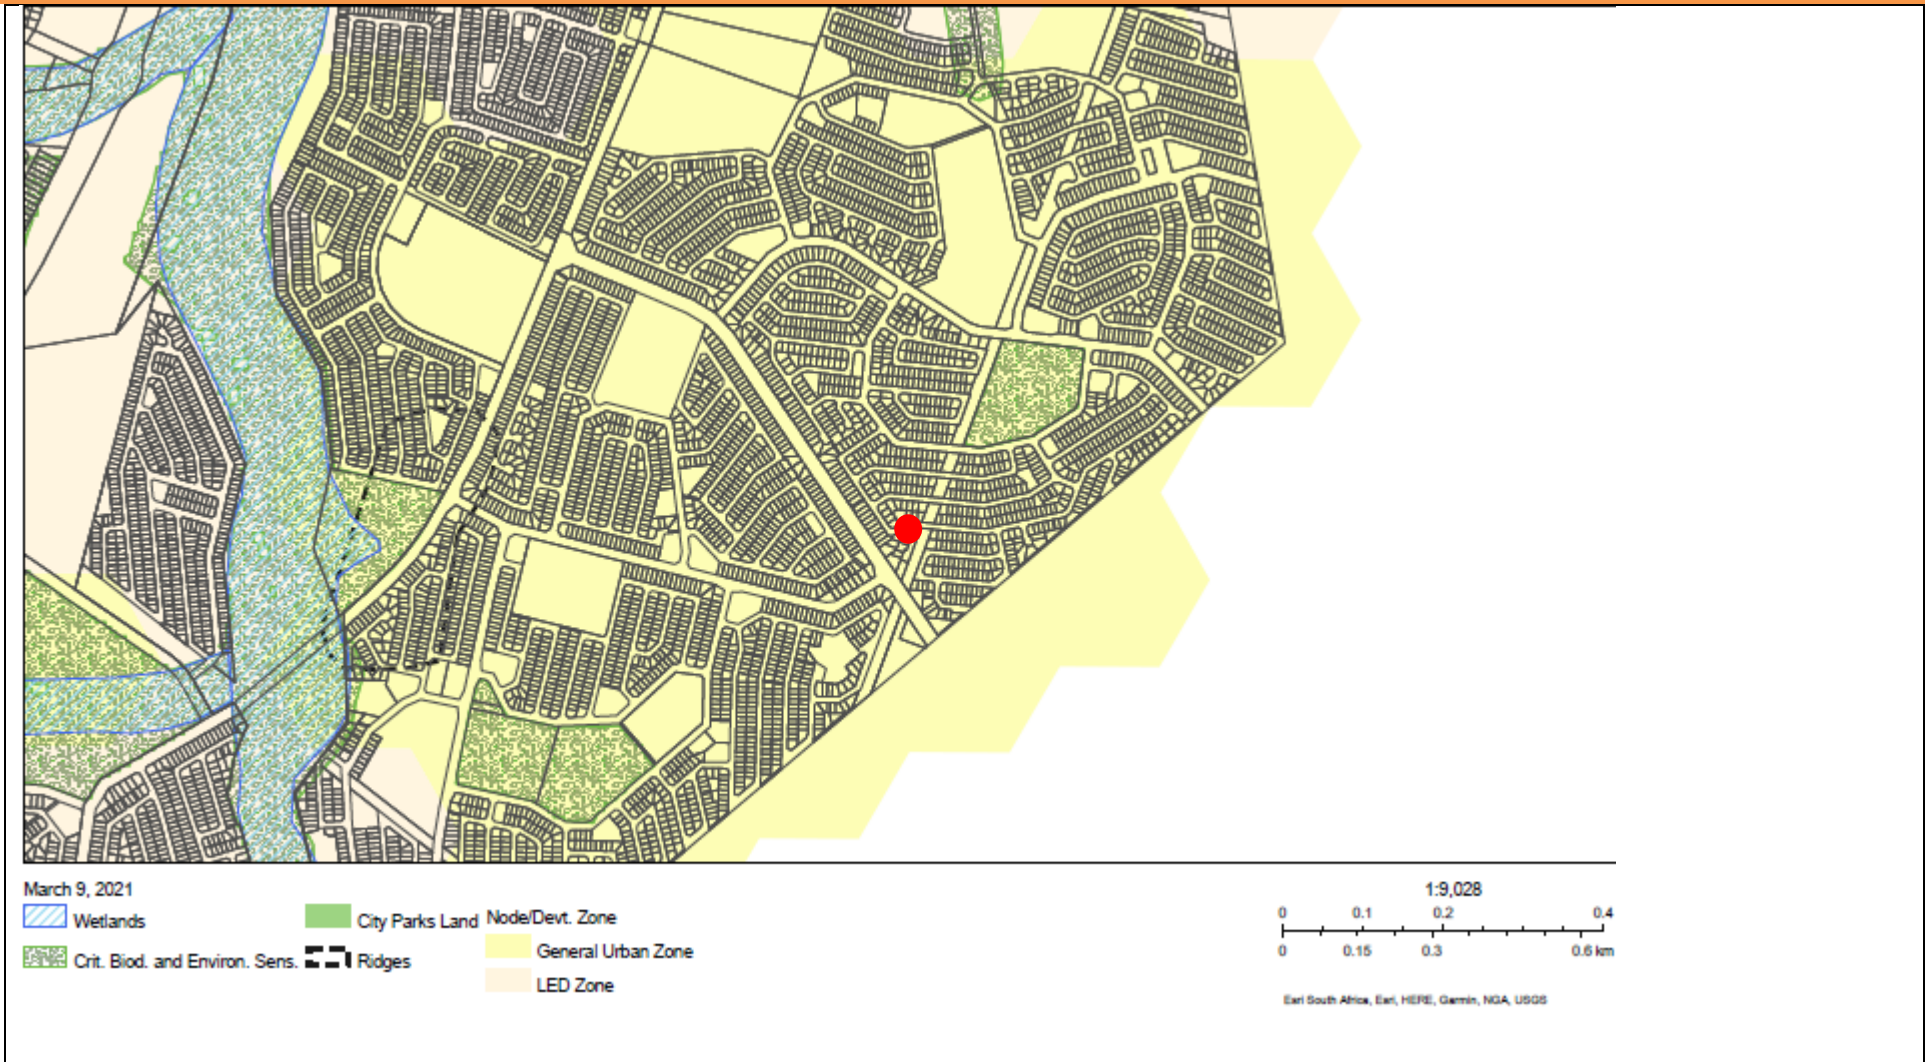 March 9, 2021
Wetlands
Crit. Biod. and Environ. Sens.
City Parks Land
Ridges
Node/Devt. Zone
General Urban Zone
LED Zone
1:9,028
0 0.1 0.2 0.4
0 0.15 0.3 0.6 km
Esri South Africa, Esri, HERE, Garmin, NGA, USGS